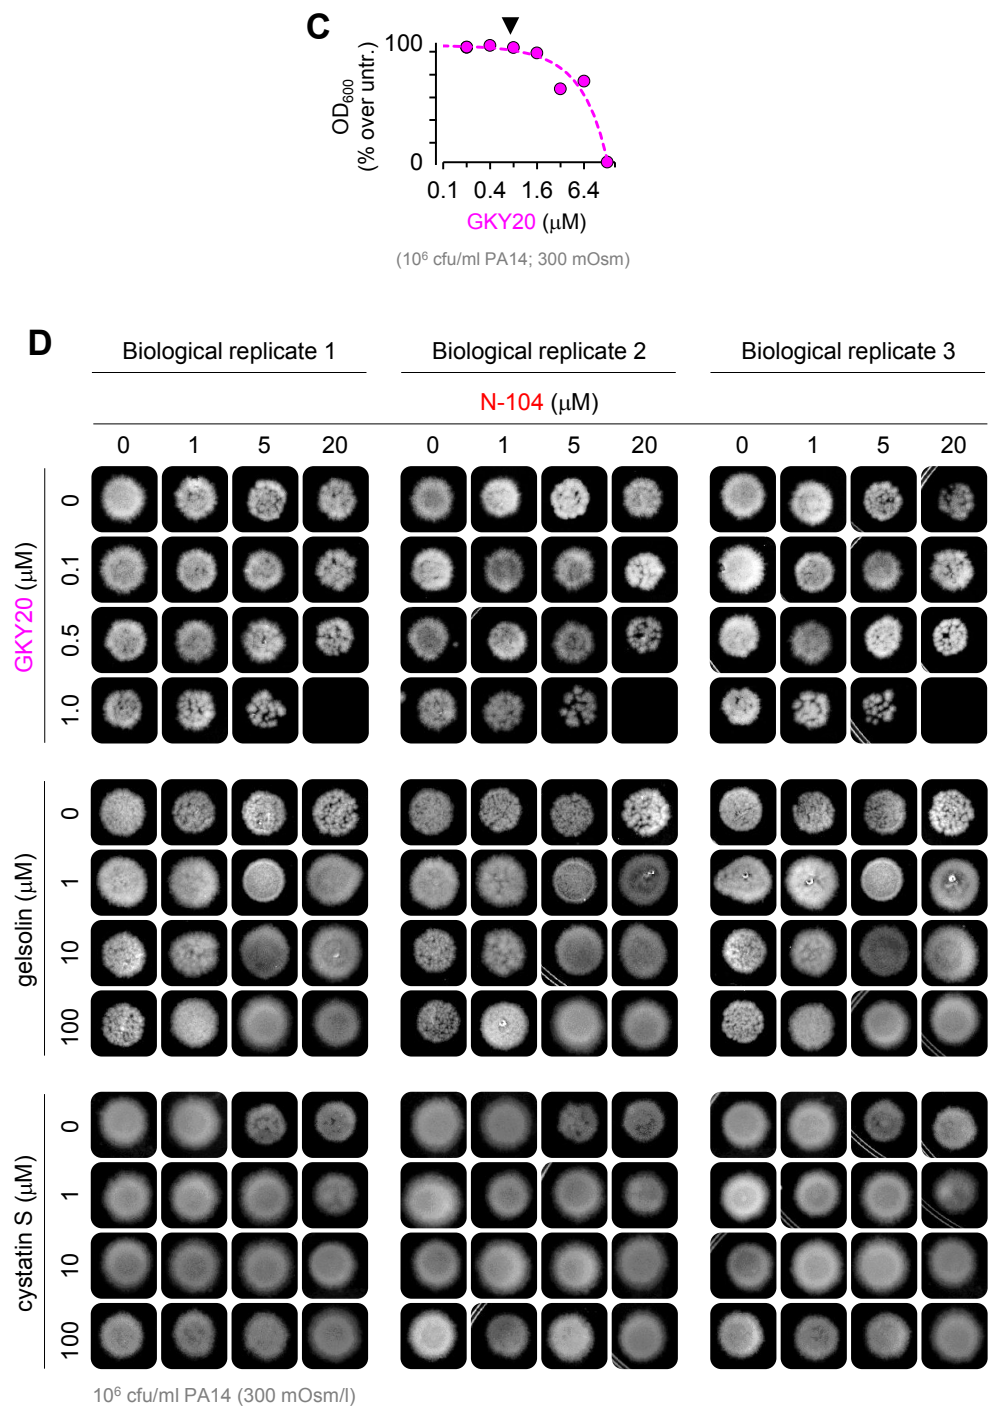 C
OD600
(% over untr.)
100
0
0.1 0.4 1.6 6.4
GKY20 (μM)
(10⁶ cfu/ml PA14; 300 mOsm)
D
Biological replicate 1 Biological replicate 2 Biological replicate 3
N-104 (μM)
0 1 5 20 0 1 5 20 0 1 5 20
GKY20 (μM)
0
0.1
0.5
1.0
gelsolin (μM)
0
1
10
100
cystatin S (μM)
0
1
10
100
10⁶ cfu/ml PA14 (300 mOsm/l)